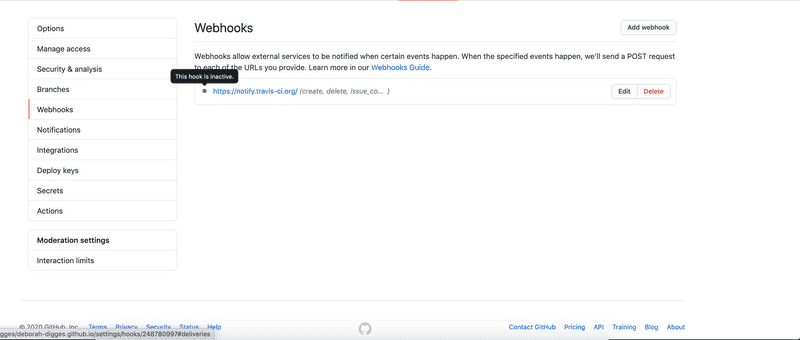 Options
Manage access
Security & analysis
Branches
Webhooks
Notifications
Integrations
Deploy keys
Secrets
Actions
Moderation settings
Interaction limits
Webhooks
Add webhook
Webhooks allow external services to be notified when certain events happen. When the specified events happen, we'll send a POST request
to each of the URLs you provide. Learn more in our Webhooks Guide.
This hook is inactive.
https://notify.travis-ci.org/ (create, delete, issue_co... )
Edit
Delete
© 2020 GitHub, Inc.
Terms
Privacy
Security
Status
Help
Contact GitHub
Pricing
API
Training
Blog
About
gges/deborah-digges.github.io/settings/hooks/248780997#deliveries